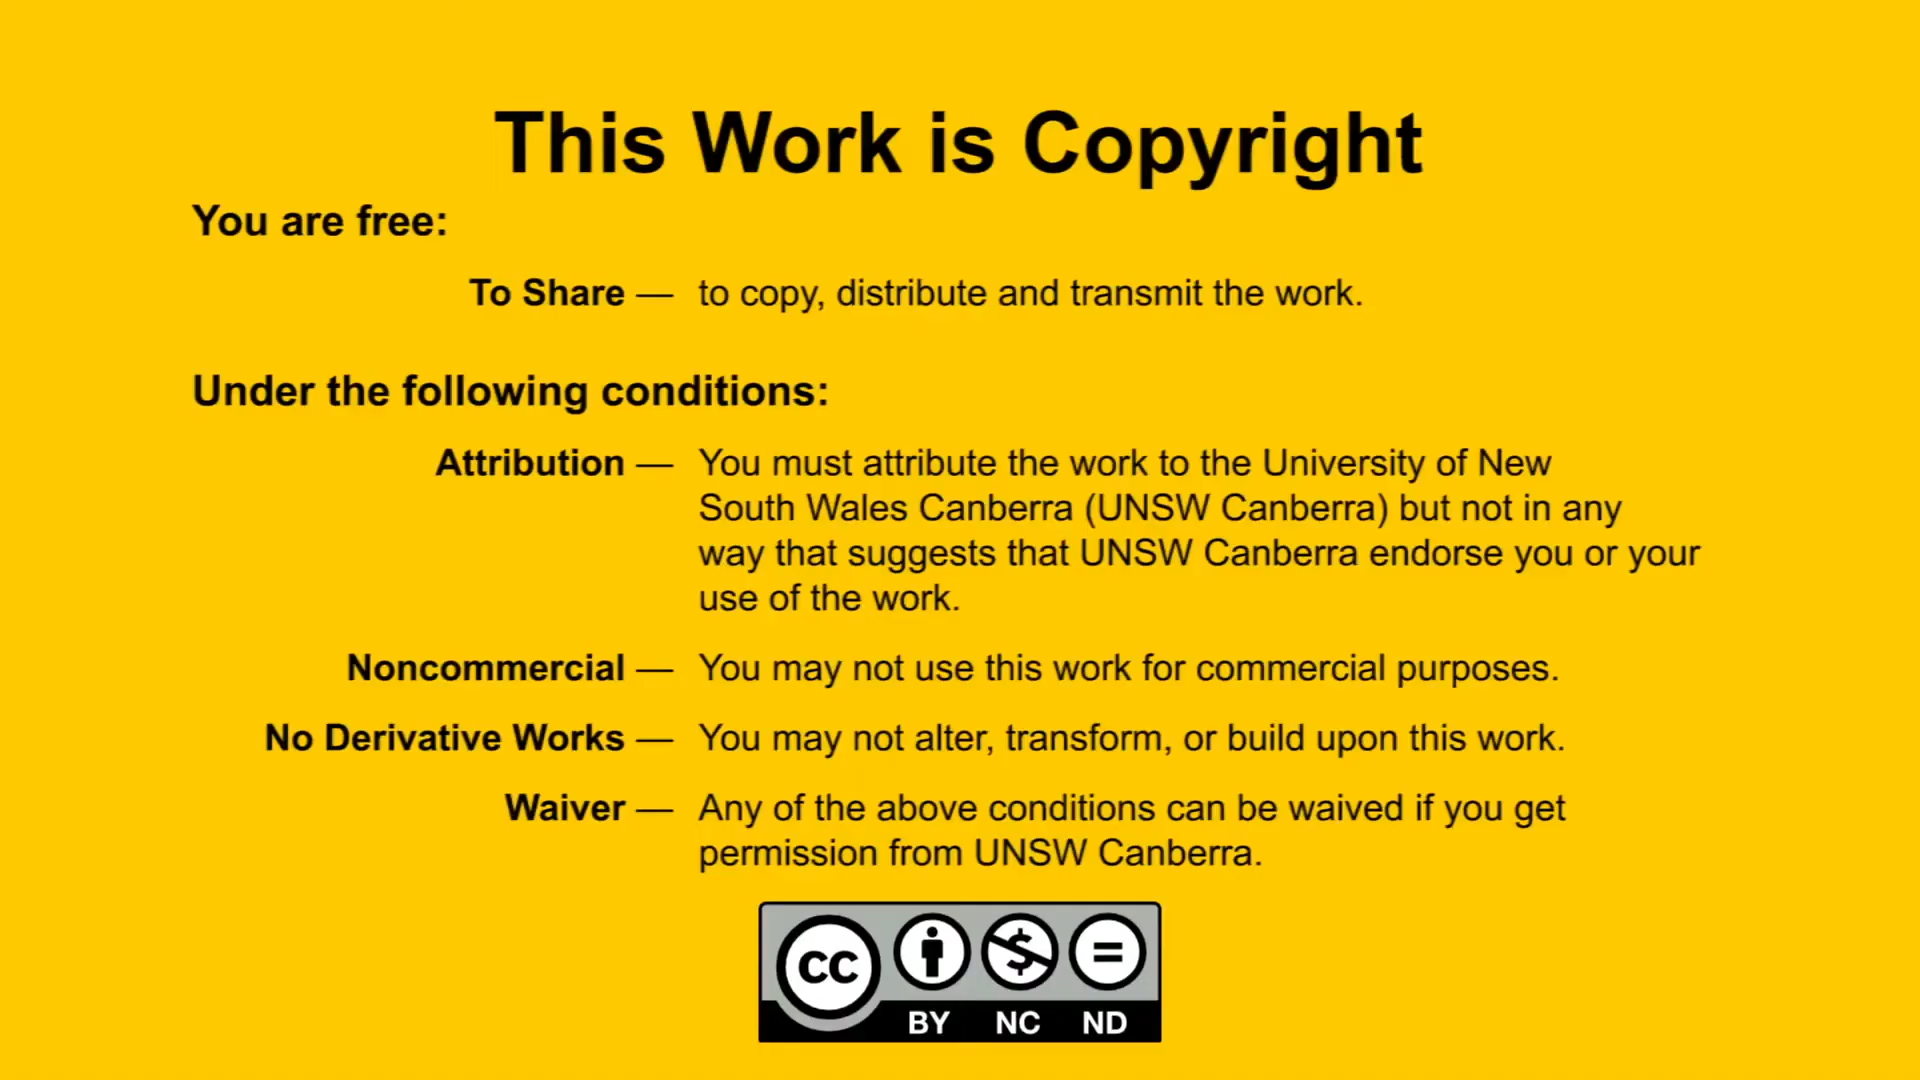 This Work is Copyright
You are free:
To Share — to copy, distribute and transmit the work.
Under the following conditions:
Attribution — You must attribute the work to the University of New
South Wales Canberra (UNSW Canberra) but not in any
way that suggests that UNSW Canberra endorse you or your
use of the work.
Noncommercial — You may not use this work for commercial purposes.
No Derivative Works — You may not alter, transform, or build upon this work.
Waiver — Any of the above conditions can be waived if you get
permission from UNSW Canberra.
cc $ =
BY NC ND